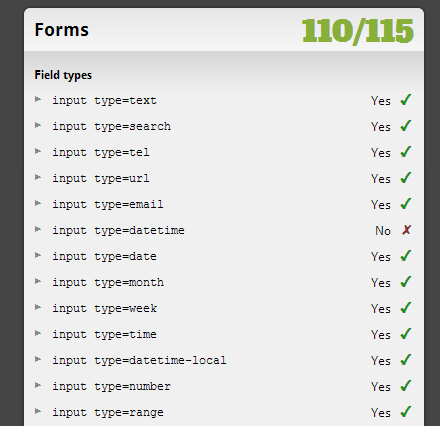 Forms 110/115
Field types
input type=text Yes ✔
input type=search Yes ✔
input type=tel Yes ✔
input type=url Yes ✔
input type=email Yes ✔
input type=datetime No ✘
input type=date Yes ✔
input type=month Yes ✔
input type=week Yes ✔
input type=time Yes ✔
input type=datetime-local Yes ✔
input type=number Yes ✔
input type=range Yes ✔